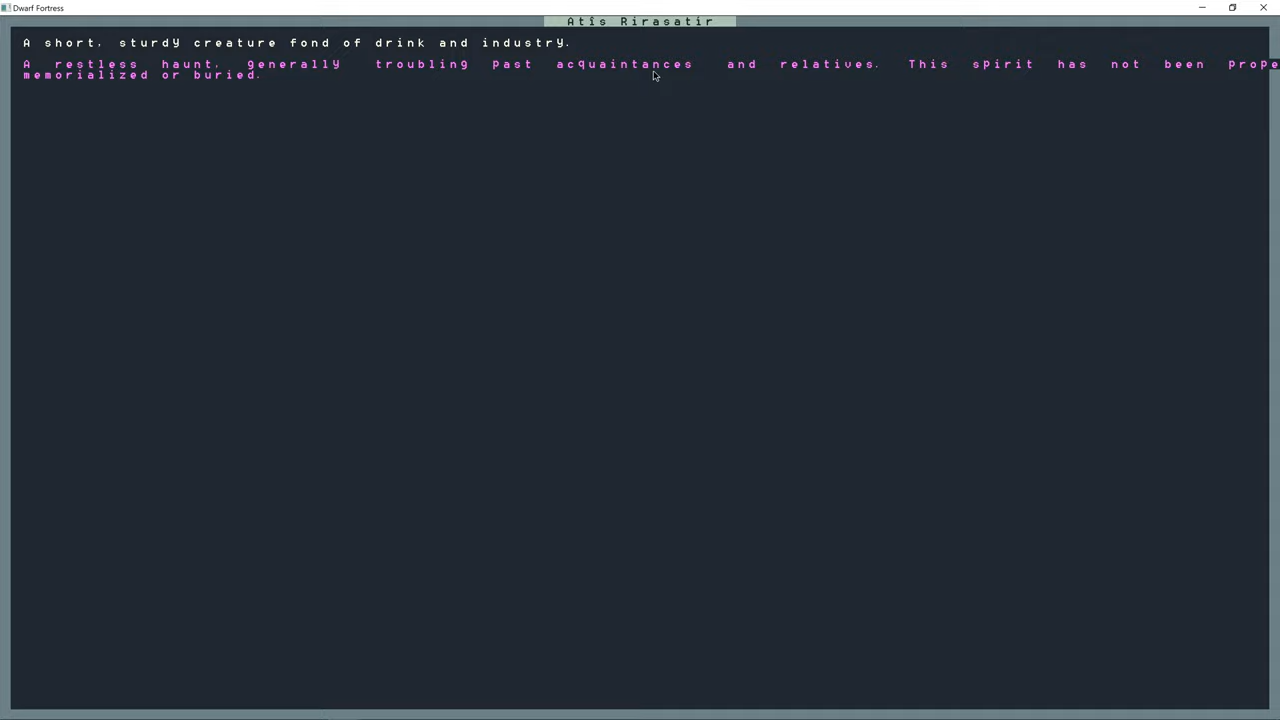 Dwarf Fortress
Atîs Rirasatír
A short, sturdy creature fond of drink and industry.
A restless haunt, generally troubling past acquaintances and relatives. This spirit has not been prope
memorialized or buried.